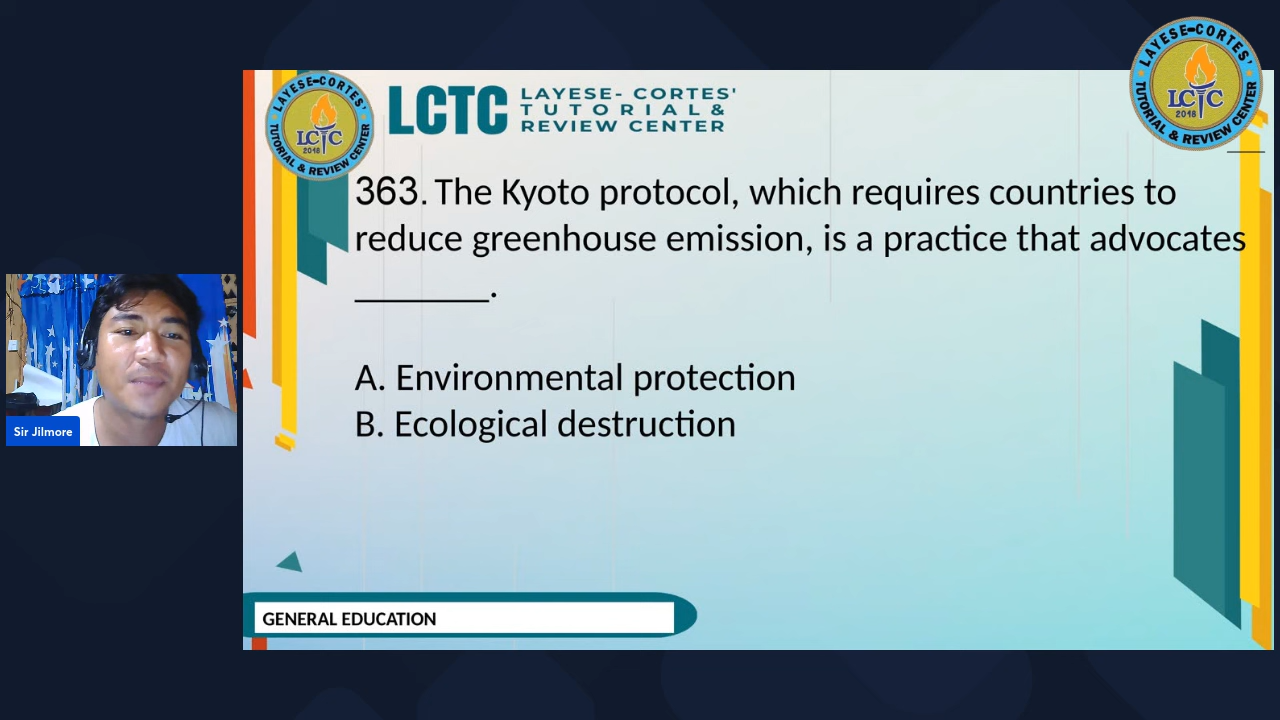 LAYESE-CORTES'
TUTORIAL & REVIEW CENTER
LCTC
2018
LCTC
LAYESE- CORTES'
TUTORIAL &
REVIEW CENTER
LAYESE-CORTES'
TUTORIAL & REVIEW CENTER
LCTC
2018
363. The Kyoto protocol, which requires countries to
reduce greenhouse emission, is a practice that advocates
_______.
A. Environmental protection
B. Ecological destruction
Sir Jilmore
GENERAL EDUCATION